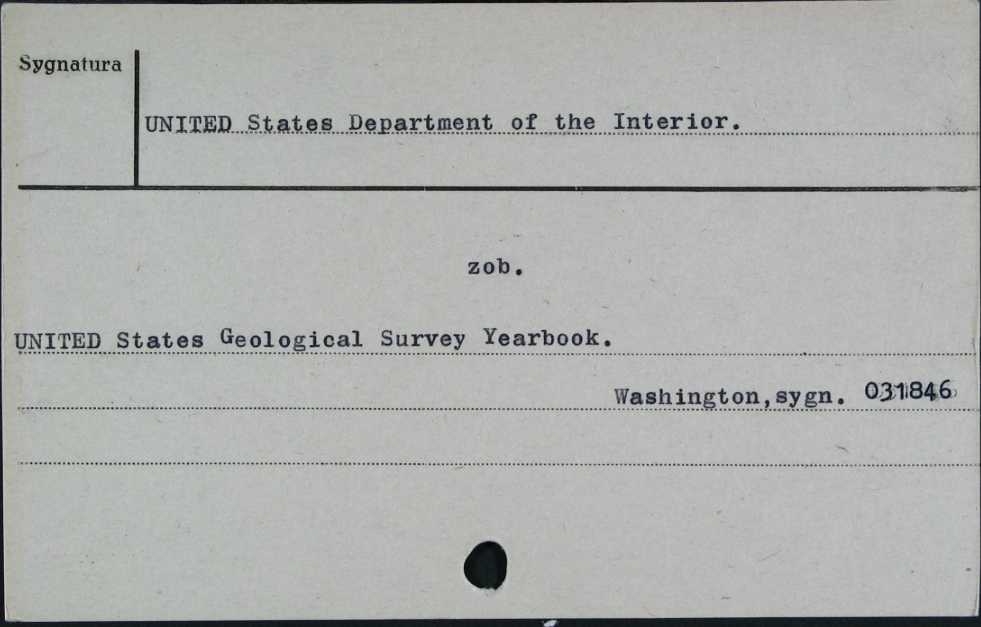 Sygnatura
UNITED States Department of the Interior.
zob.
UNITED States Geological Survey Yearbook.
Washington,sygn. 031846